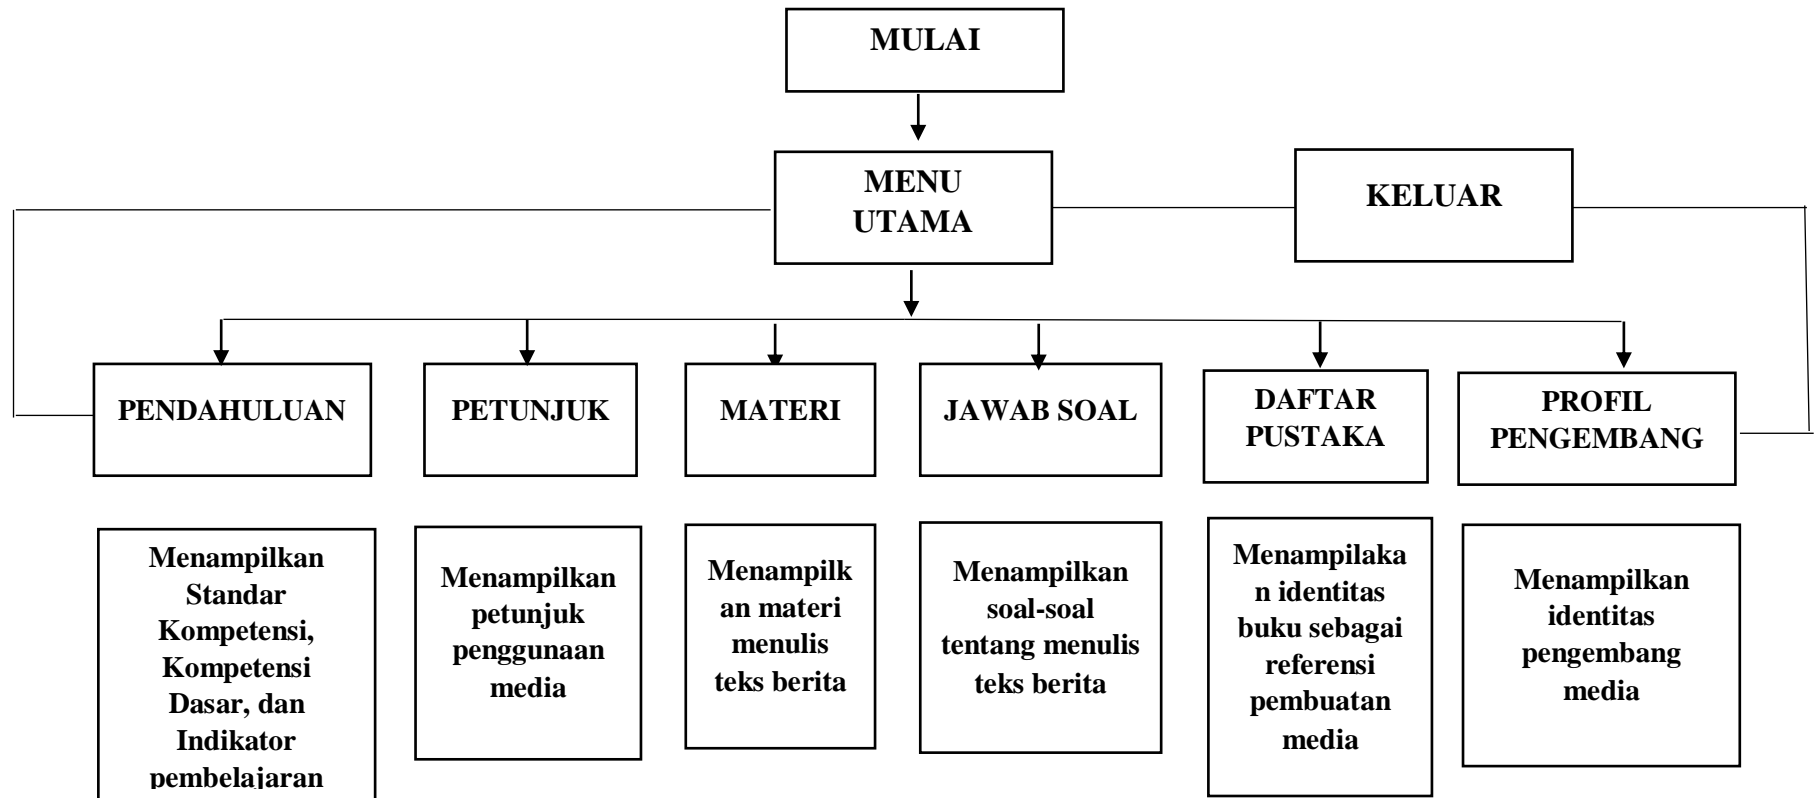 MULAI
MENU
UTAMA
KELUAR
PENDAHULUAN
PETUNJUK
MATERI
JAWAB SOAL
DAFTAR
PUSTAKA
PROFIL
PENGEMBANG
Menampilkan
Standar
Kompetensi,
Kompetensi
Dasar, dan
Indikator
pembelajaran
Menampilkan
petunjuk
penggunaan
media
Menampilk
an materi
menulis
teks berita
Menampilkan
soal-soal
tentang menulis
teks berita
Menampilaka
n identitas
buku sebagai
referensi
pembuatan
media
Menampilkan
identitas
pengembang
media